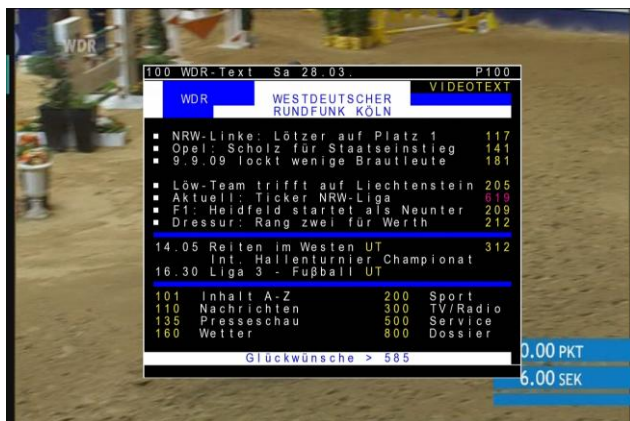 WDR
100 WDR-Text Sa 28.03. P100
VIDEOTEXT
WDR WESTDEUTSCHER
RUNDFUNK KÖLN
▪ NRW-Linke: Lötzer auf Platz 1 117
▪ Opel: Scholz für Staatseinstieg 141
▪ 9.9.09 lockt wenige Brautleute 181
▪ Löw-Team trifft auf Liechtenstein 205
▪ Aktuell: Ticker NRW-Liga 619
▪ F1: Heidfeld startet als Neunter 209
▪ Dressur: Rang zwei für Werth 212
14.05 Reiten im Westen UT 312
Int. Hallenturnier Championat
16.30 Liga 3 - Fußball UT
101 Inhalt A-Z 200 Sport
110 Nachrichten 300 TV/Radio
135 Presseschau 500 Service
160 Wetter 800 Dossier
Glückwünsche > 585
0.00 PKT
6.00 SEK